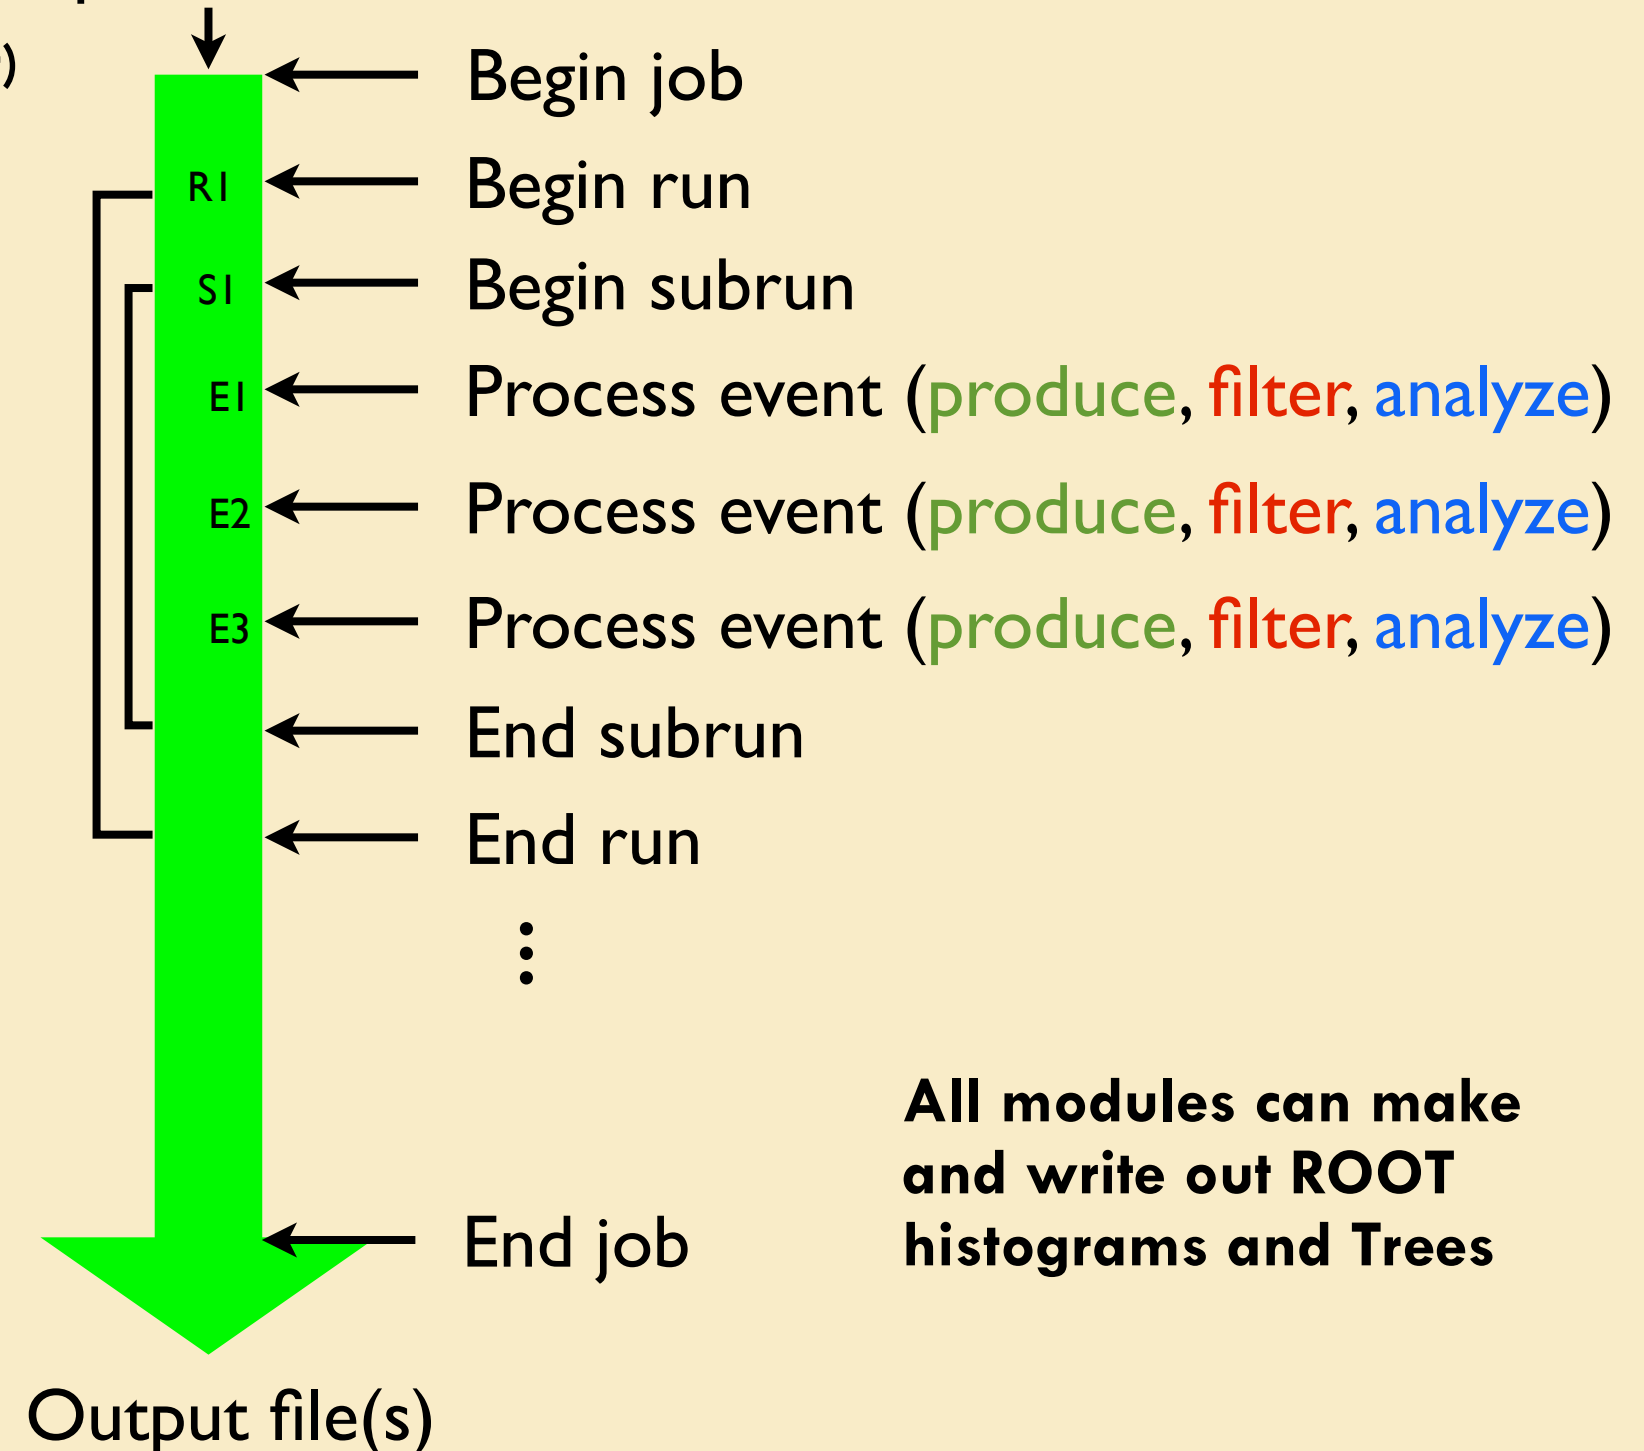 )
Begin job
R1 Begin run
S1 Begin subrun
E1 Process event (produce, filter, analyze)
E2 Process event (produce, filter, analyze)
E3 Process event (produce, filter, analyze)
End subrun
End run
⋮
All modules can make
and write out ROOT
histograms and Trees
End job
Output file(s)